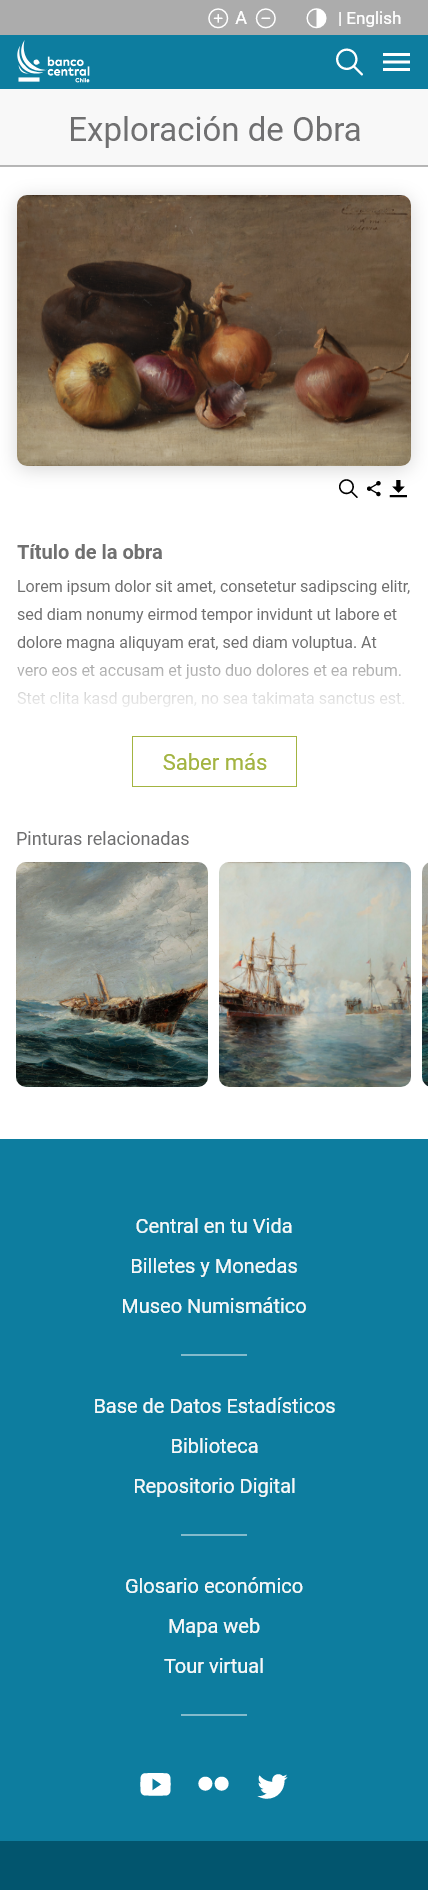 A
| English
banco
central
Chile
Exploración de Obra
Título de la obra
Lorem ipsum dolor sit amet, consetetur sadipscing elitr,
sed diam nonumy eirmod tempor invidunt ut labore et
dolore magna aliquyam erat, sed diam voluptua. At
vero eos et accusam et justo duo dolores et ea rebum.
Stet clita kasd gubergren, no sea takimata sanctus est.
Saber más
Pinturas relacionadas
Central en tu Vida
Billetes y Monedas
Museo Numismático
Base de Datos Estadísticos
Biblioteca
Repositorio Digital
Glosario económico
Mapa web
Tour virtual